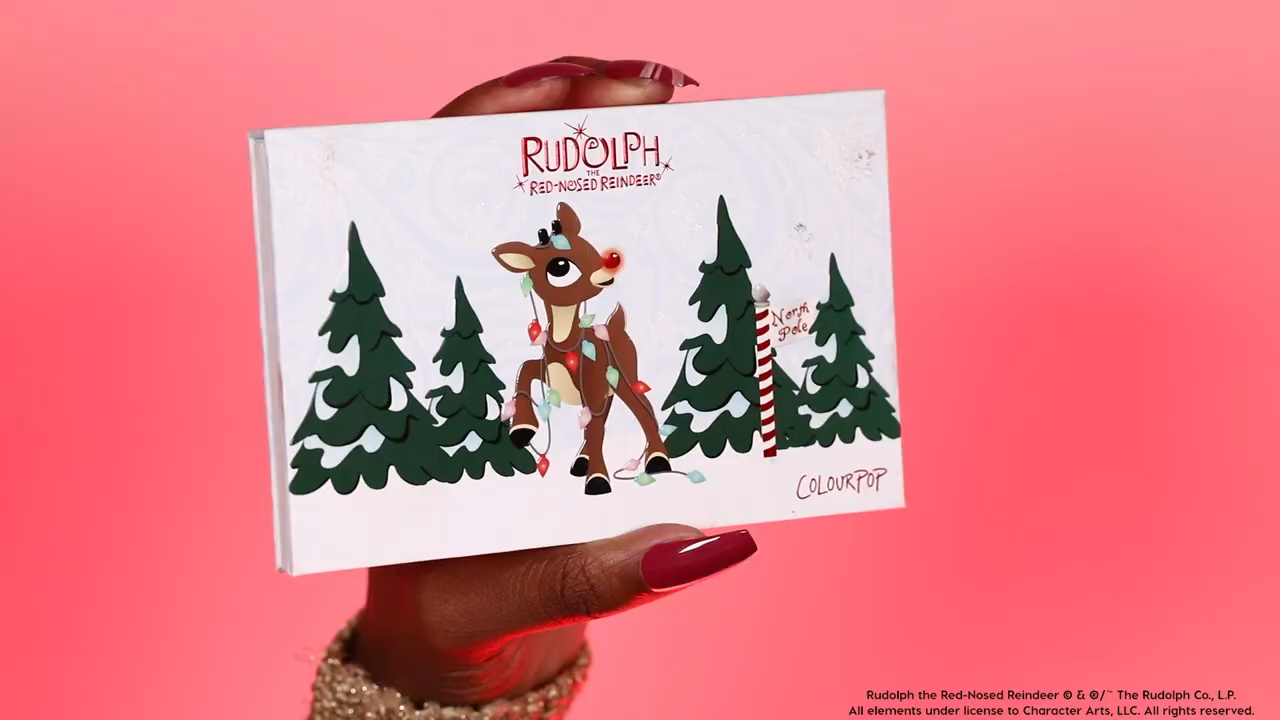 RUDOLPH
THE
RED-NOSED REINDEER®
North
Pole
COLOURPOP
Rudolph the Red-Nosed Reindeer © & ®/™ The Rudolph Co., L.P.
All elements under license to Character Arts, LLC. All rights reserved.